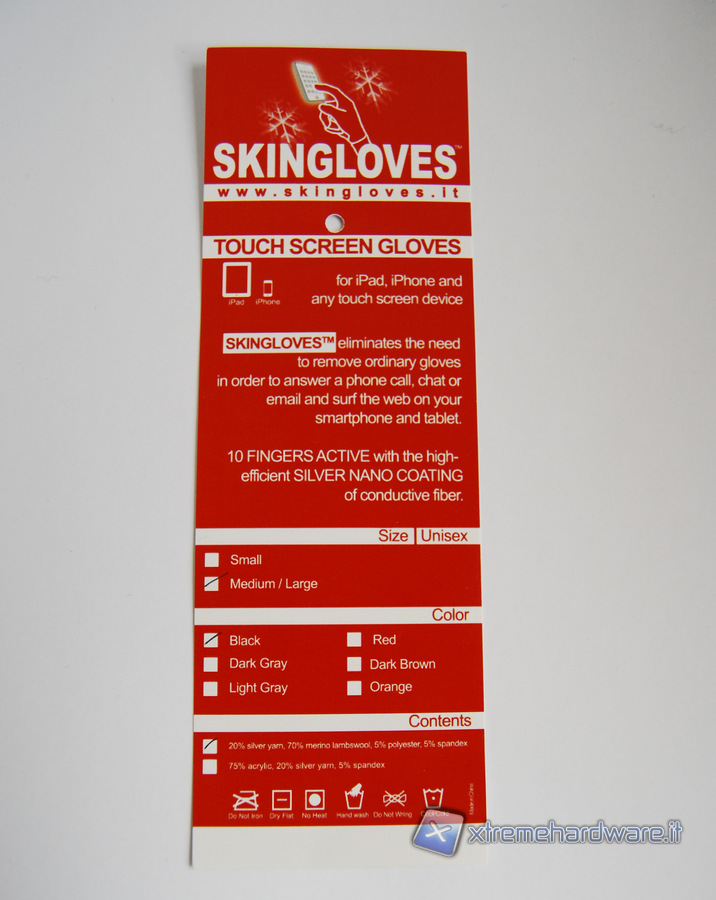 SKINGLOVES™
www.skingloves.it
TOUCH SCREEN GLOVES
iPad iPhone
for iPad, iPhone and
any touch screen device
SKINGLOVES™ eliminates the need
to remove ordinary gloves
in order to answer a phone call, chat or
email and surf the web on your
smartphone and tablet.
10 FINGERS ACTIVE with the high-
efficient SILVER NANO COATING
of conductive fiber.
Size Unisex
Small
Medium / Large
Color
Black Red
Dark Gray Dark Brown
Light Gray Orange
Contents
20% silver yarn, 70% merino lambswool, 5% polyester, 5% spandex
75% acrylic, 20% silver yarn, 5% spandex
Do Not Iron Dry Flat No Heat Hand wash Do Not Wring
Made in China
xtremehardware.it